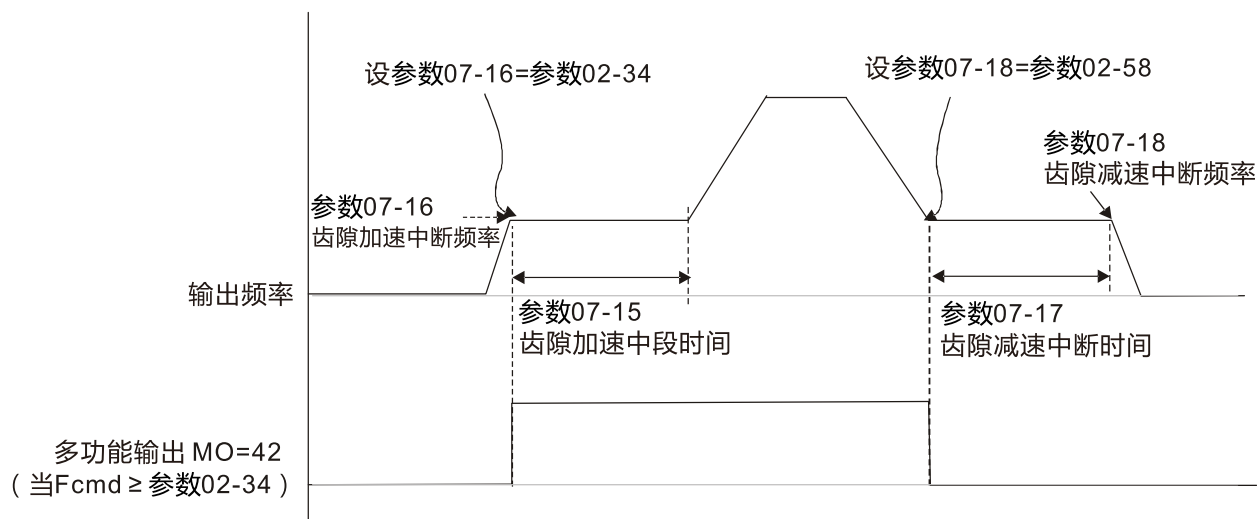 设参数07-16=参数02-34
设参数07-18=参数02-58
参数07-18
齿隙减速中断频率
参数07-16
齿隙加速中断频率
输出频率
参数07-15
齿隙加速中段时间
参数07-17
齿隙减速中断时间
多功能输出 MO=42
（当Fcmd ≥ 参数02-34）